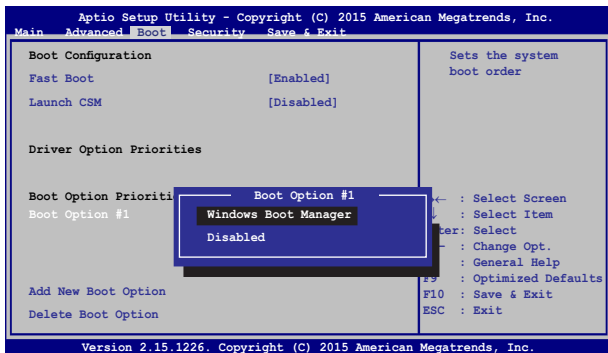 Aptio Setup Utility - Copyright (C) 2015 American Megatrends, Inc.
Main Advanced Boot Security Save & Exit
Boot Configuration
Fast Boot [Enabled]
Launch CSM [Disabled]
Driver Option Priorities
Boot Option Prioriti
Boot Option #1
Boot Option #1
Windows Boot Manager
Disabled
Add New Boot Option
Delete Boot Option
Sets the system
boot order
← : Select Screen
: Select Item
ter: Select
: Change Opt.
: General Help
F9 : Optimized Defaults
F10 : Save & Exit
ESC : Exit
Version 2.15.1226. Copyright (C) 2015 American Megatrends, Inc.